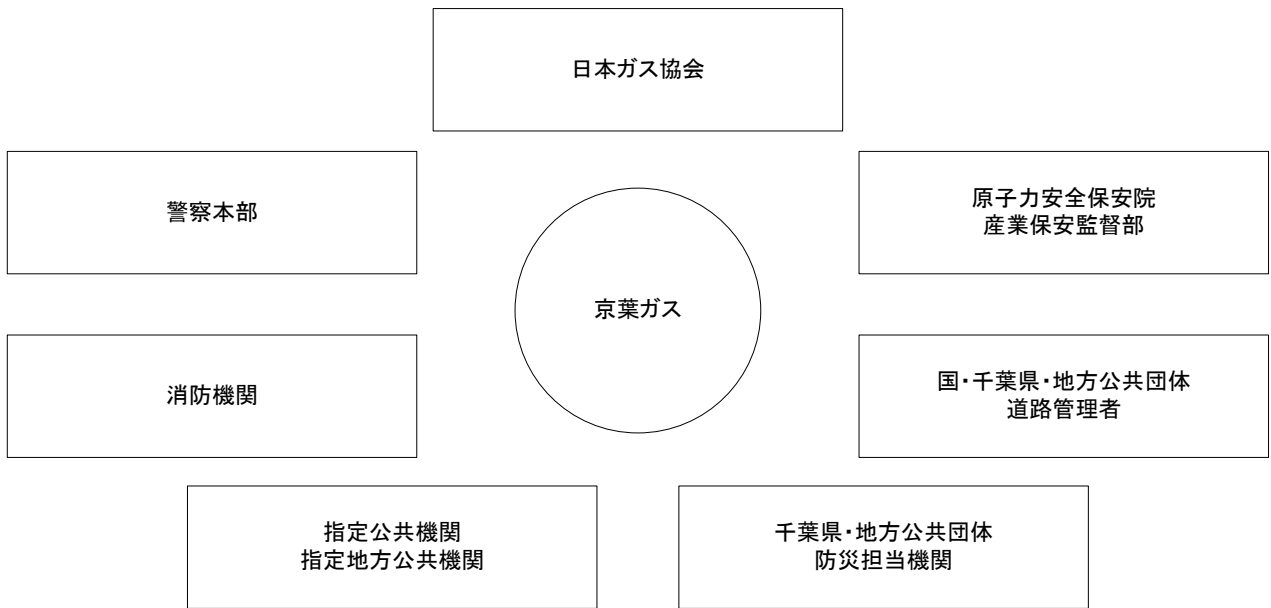 日本ガス協会
警察本部
原子力安全保安院
産業保安監督部
京葉ガス
消防機関
国・千葉県・地方公共団体
道路管理者
指定公共機関
指定地方公共機関
千葉県・地方公共団体
防災担当機関